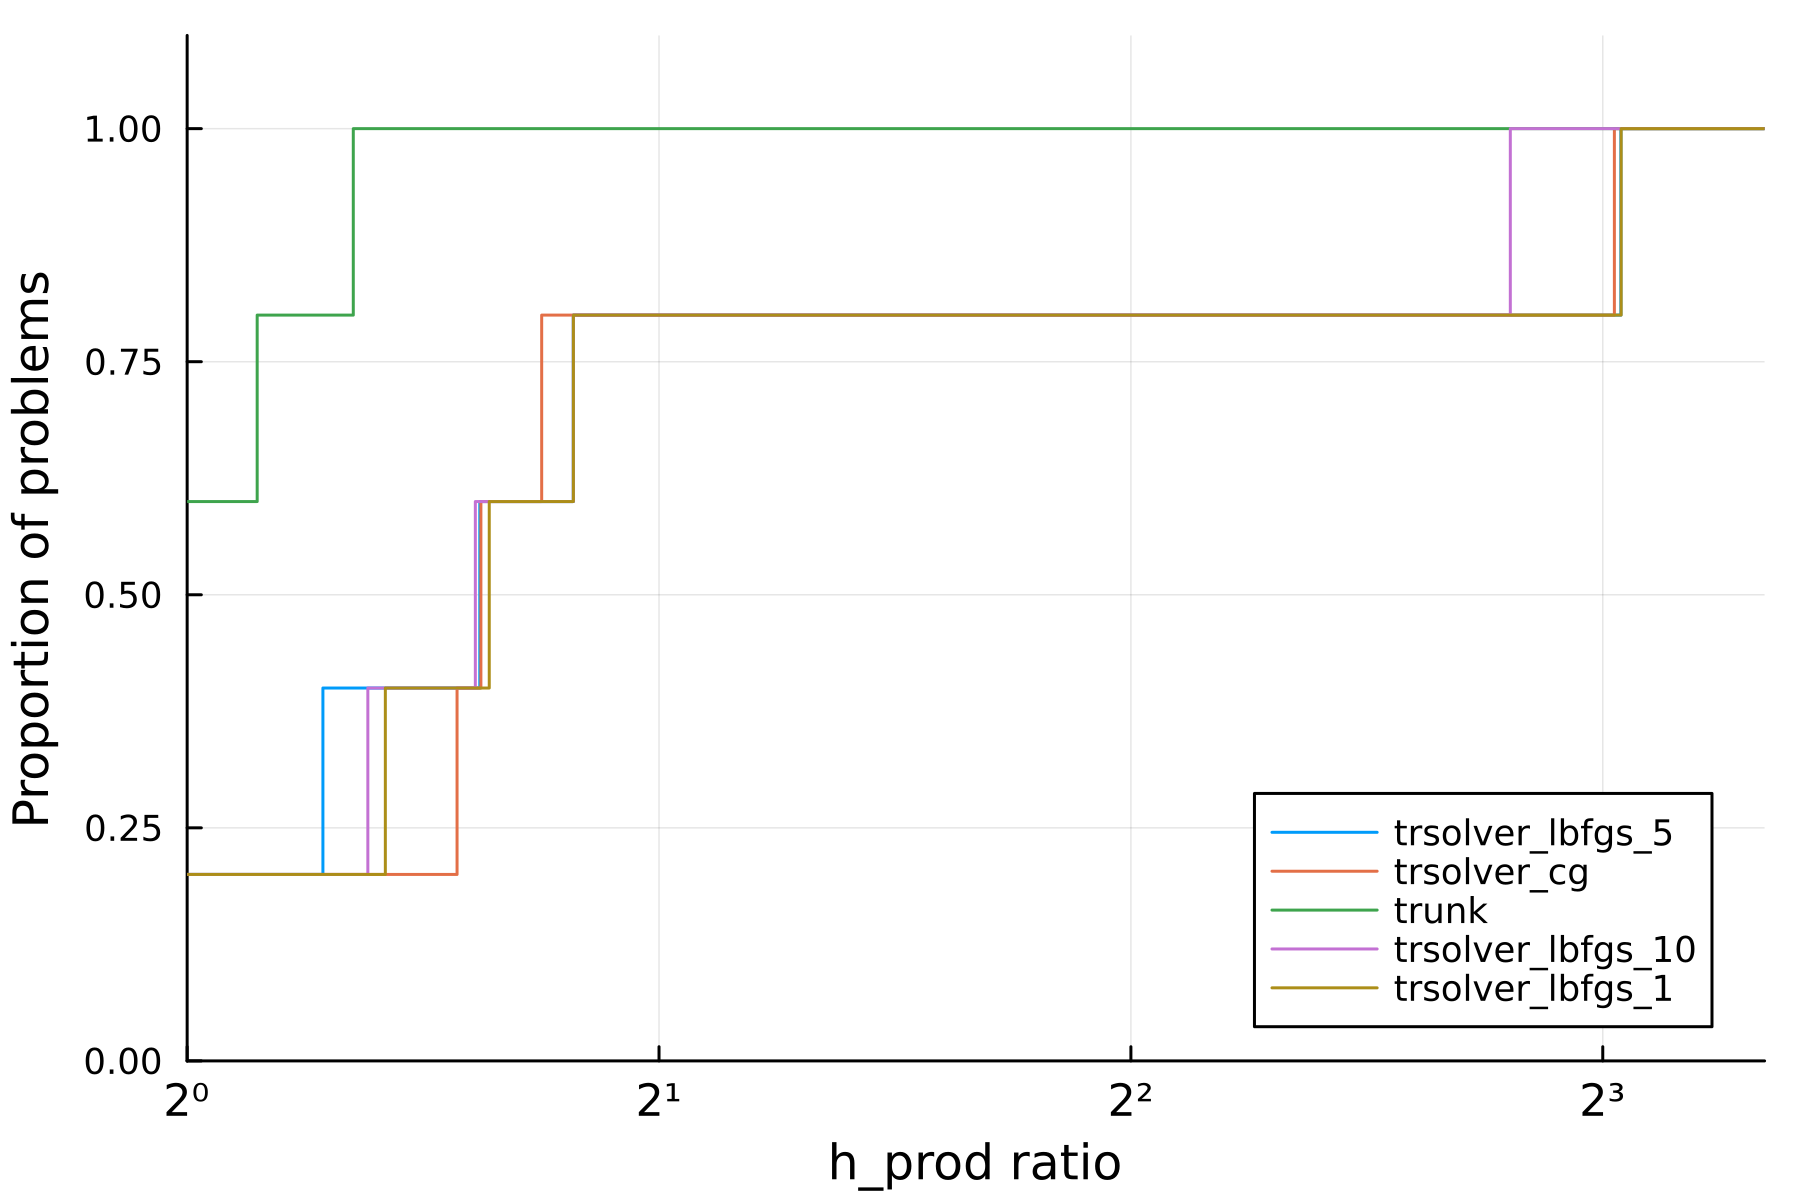 1.00
0.75
0.50
0.25
0.00
Proportion of problems
2⁰ 2¹ 2² 2³
h_prod ratio
trsolver_lbfgs_5
trsolver_cg
trunk
trsolver_lbfgs_10
trsolver_lbfgs_1